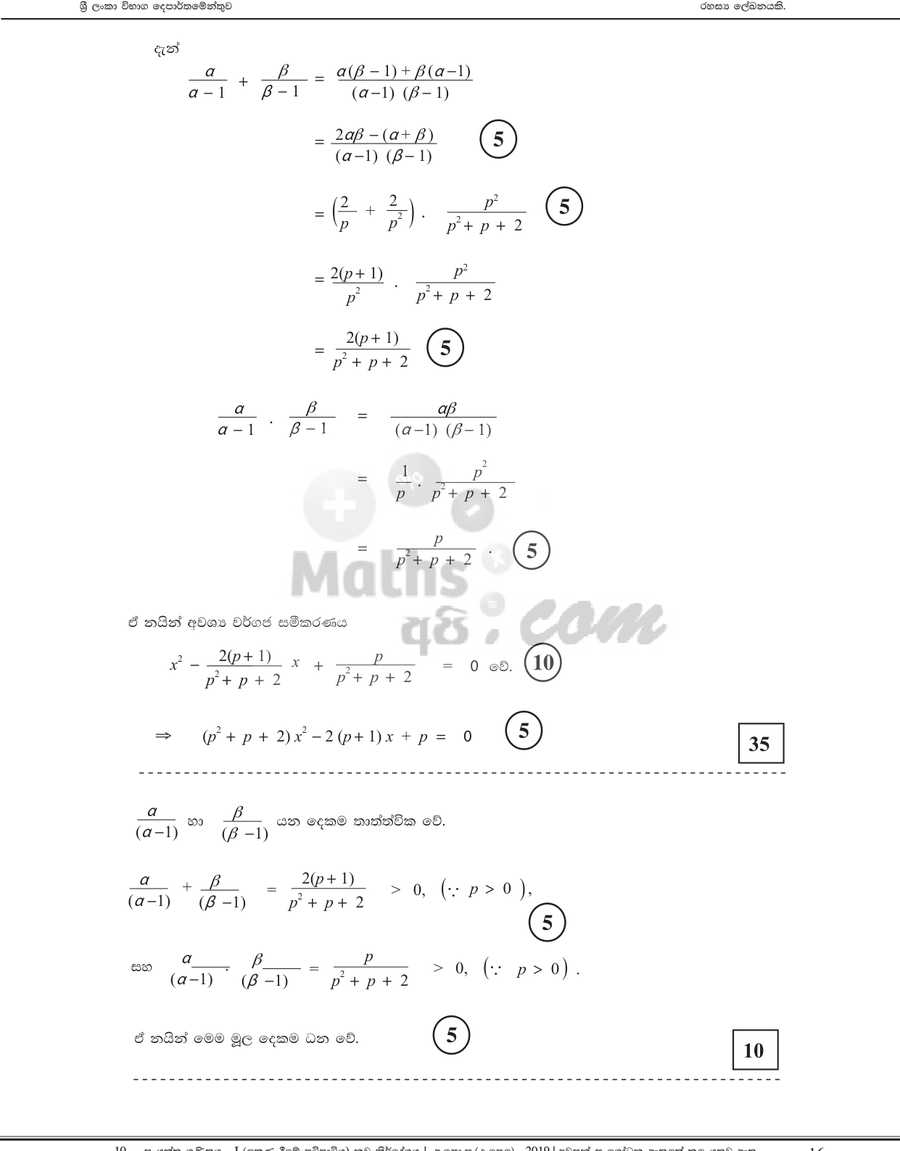 ශ්‍රී ලංකා විභාග දෙපාර්තමේන්තුව රහස්‍ය ලේඛනයකි.
දැන්
α/(α − 1) + β/(β − 1) = (α(β − 1) + β(α −1))/((α −1) (β − 1))
= (2αβ − (α + β))/((α −1) (β − 1)) 5
= (2/p + 2/p²) . p²/(p² + p + 2) 5
= 2(p + 1)/p² . p²/(p² + p + 2)
= 2(p + 1)/(p² + p + 2) 5
α/(α − 1) . β/(β − 1) = αβ/((α −1) (β − 1))
= 1/p . p²/(p² + p + 2)
= p/(p² + p + 2) . 5
Maths
අපි . com
ඒ නයින් අවශ්‍ය වර්ගජ සමීකරණය
x² − 2(p + 1)/(p² + p + 2) x + p/(p² + p + 2) = 0 වේ. 10
⇒ (p² + p + 2) x² − 2 (p + 1) x + p = 0 5
35
α/(α −1) හා β/(β −1) යන දෙකම තාත්ත්වික වේ.
α/(α −1) + β/(β −1) = 2(p + 1)/(p² + p + 2) > 0, (∵ p > 0 ),
5
සහ α/(α −1) . β/(β −1) = p/(p² + p + 2) > 0, (∵ p > 0) .
ඒ නයින් මෙම මූල දෙකම ධන වේ. 5
10